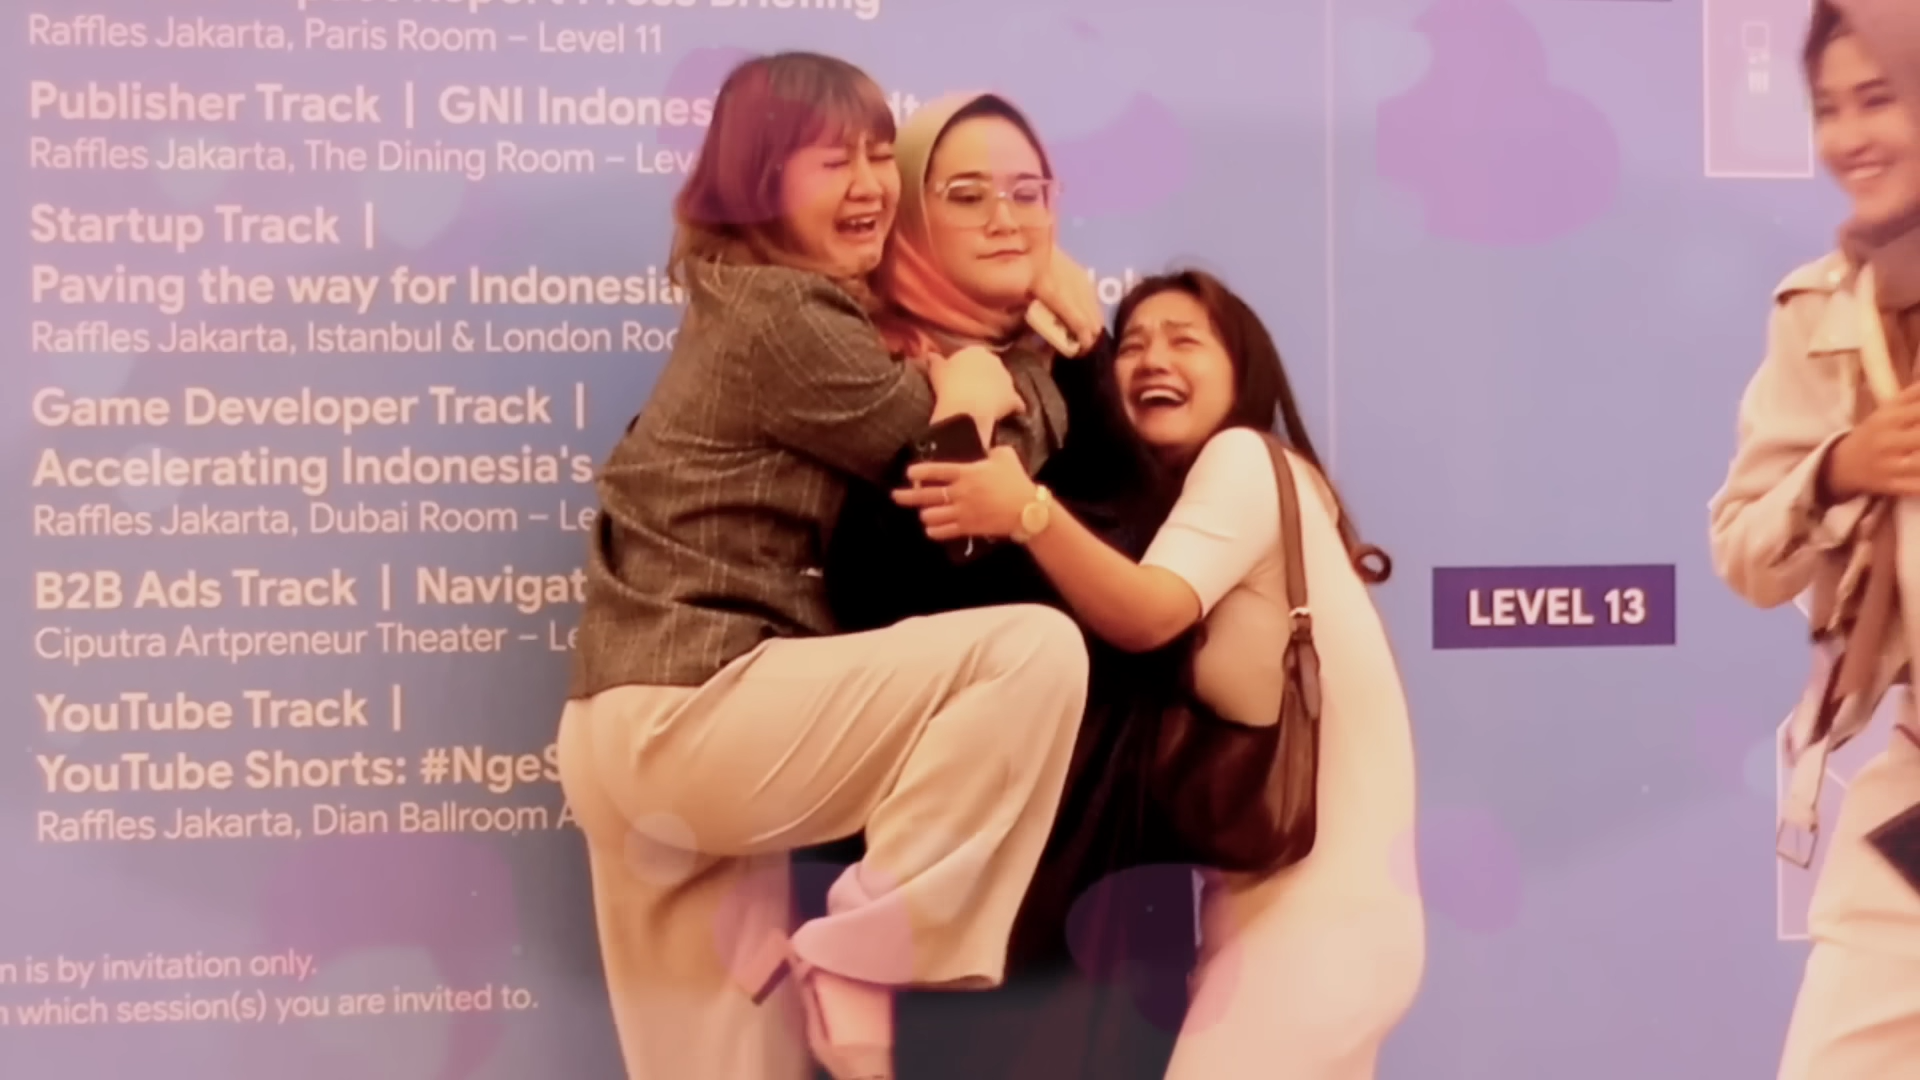 Report Press Briefing
Raffles Jakarta, Paris Room – Level 11
Publisher Track | GNI Indones
Raffles Jakarta, The Dining Room – Lev
Startup Track |
Paving the way for Indonesia
Raffles Jakarta, Istanbul & London Roo
Game Developer Track |
Accelerating Indonesia's
Raffles Jakarta, Dubai Room – Le
B2B Ads Track | Navigat
Ciputra Artpreneur Theater – Le
YouTube Track |
YouTube Shorts: #NgeS
Raffles Jakarta, Dian Ballroom A
n is by invitation only.
which session(s) you are invited to.
LEVEL 13